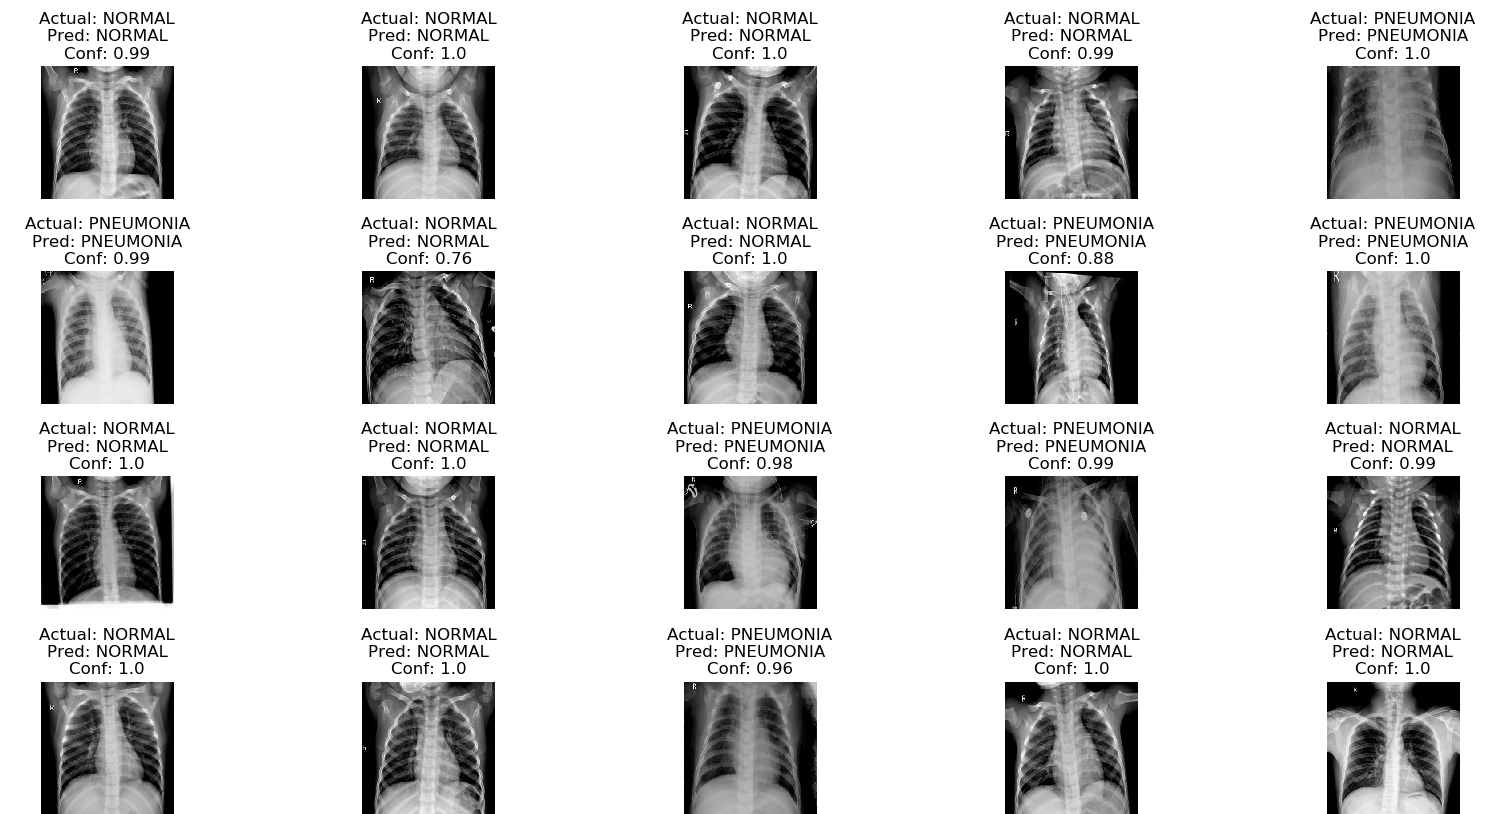 Actual: NORMAL
Pred: NORMAL
Conf: 0.99
Actual: NORMAL
Pred: NORMAL
Conf: 1.0
Actual: NORMAL
Pred: NORMAL
Conf: 1.0
Actual: NORMAL
Pred: NORMAL
Conf: 0.99
Actual: PNEUMONIA
Pred: PNEUMONIA
Conf: 1.0
Actual: PNEUMONIA
Pred: PNEUMONIA
Conf: 0.99
Actual: NORMAL
Pred: NORMAL
Conf: 0.76
Actual: NORMAL
Pred: NORMAL
Conf: 1.0
Actual: PNEUMONIA
Pred: PNEUMONIA
Conf: 0.88
Actual: PNEUMONIA
Pred: PNEUMONIA
Conf: 1.0
Actual: NORMAL
Pred: NORMAL
Conf: 1.0
Actual: NORMAL
Pred: NORMAL
Conf: 1.0
Actual: PNEUMONIA
Pred: PNEUMONIA
Conf: 0.98
Actual: PNEUMONIA
Pred: PNEUMONIA
Conf: 0.99
Actual: NORMAL
Pred: NORMAL
Conf: 0.99
Actual: NORMAL
Pred: NORMAL
Conf: 1.0
Actual: NORMAL
Pred: NORMAL
Conf: 1.0
Actual: PNEUMONIA
Pred: PNEUMONIA
Conf: 0.96
Actual: NORMAL
Pred: NORMAL
Conf: 1.0
Actual: NORMAL
Pred: NORMAL
Conf: 1.0